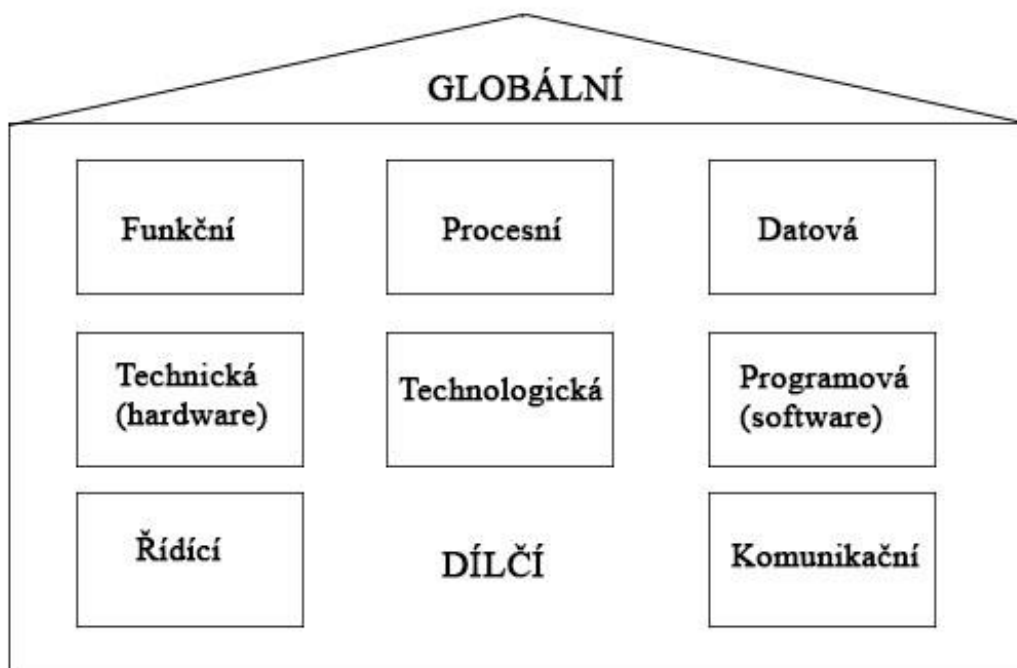 GLOBÁLNÍ
Funkční
Procesní
Datová
Technická
(hardware)
Technologická
Programová
(software)
Řídící
DÍLČÍ
Komunikační